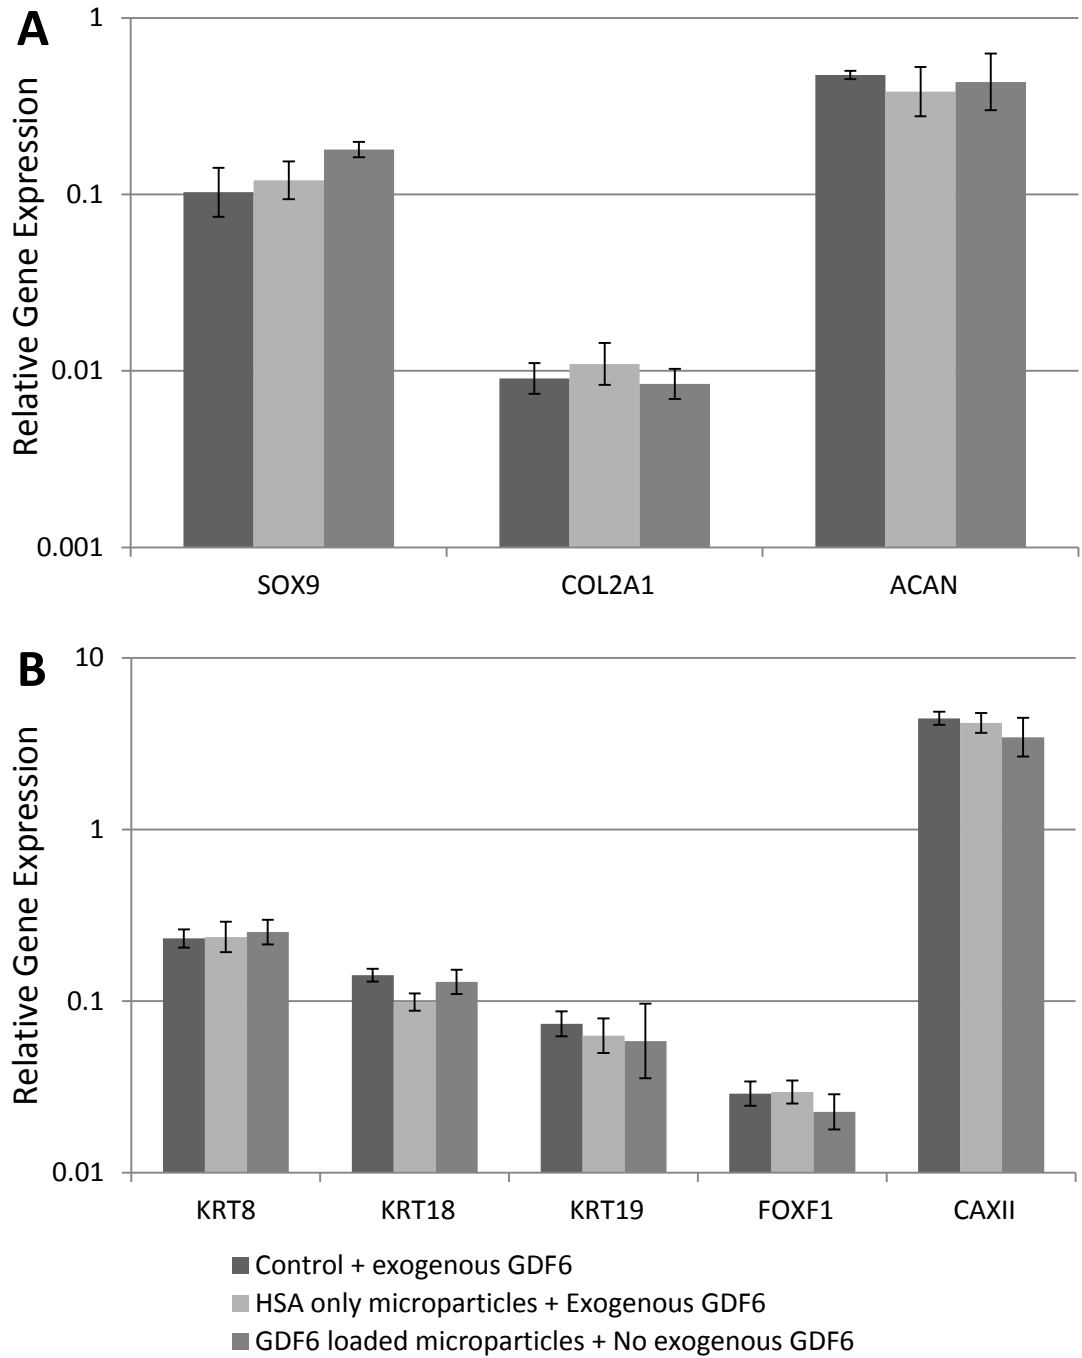 A
Relative Gene Expression
1
0.1
0.01
0.001
SOX9 COL2A1 ACAN
B
Relative Gene Expression
10
1
0.1
0.01
KRT8 KRT18 KRT19 FOXF1 CAXII
Control + exogenous GDF6
HSA only microparticles + Exogenous GDF6
GDF6 loaded microparticles + No exogenous GDF6